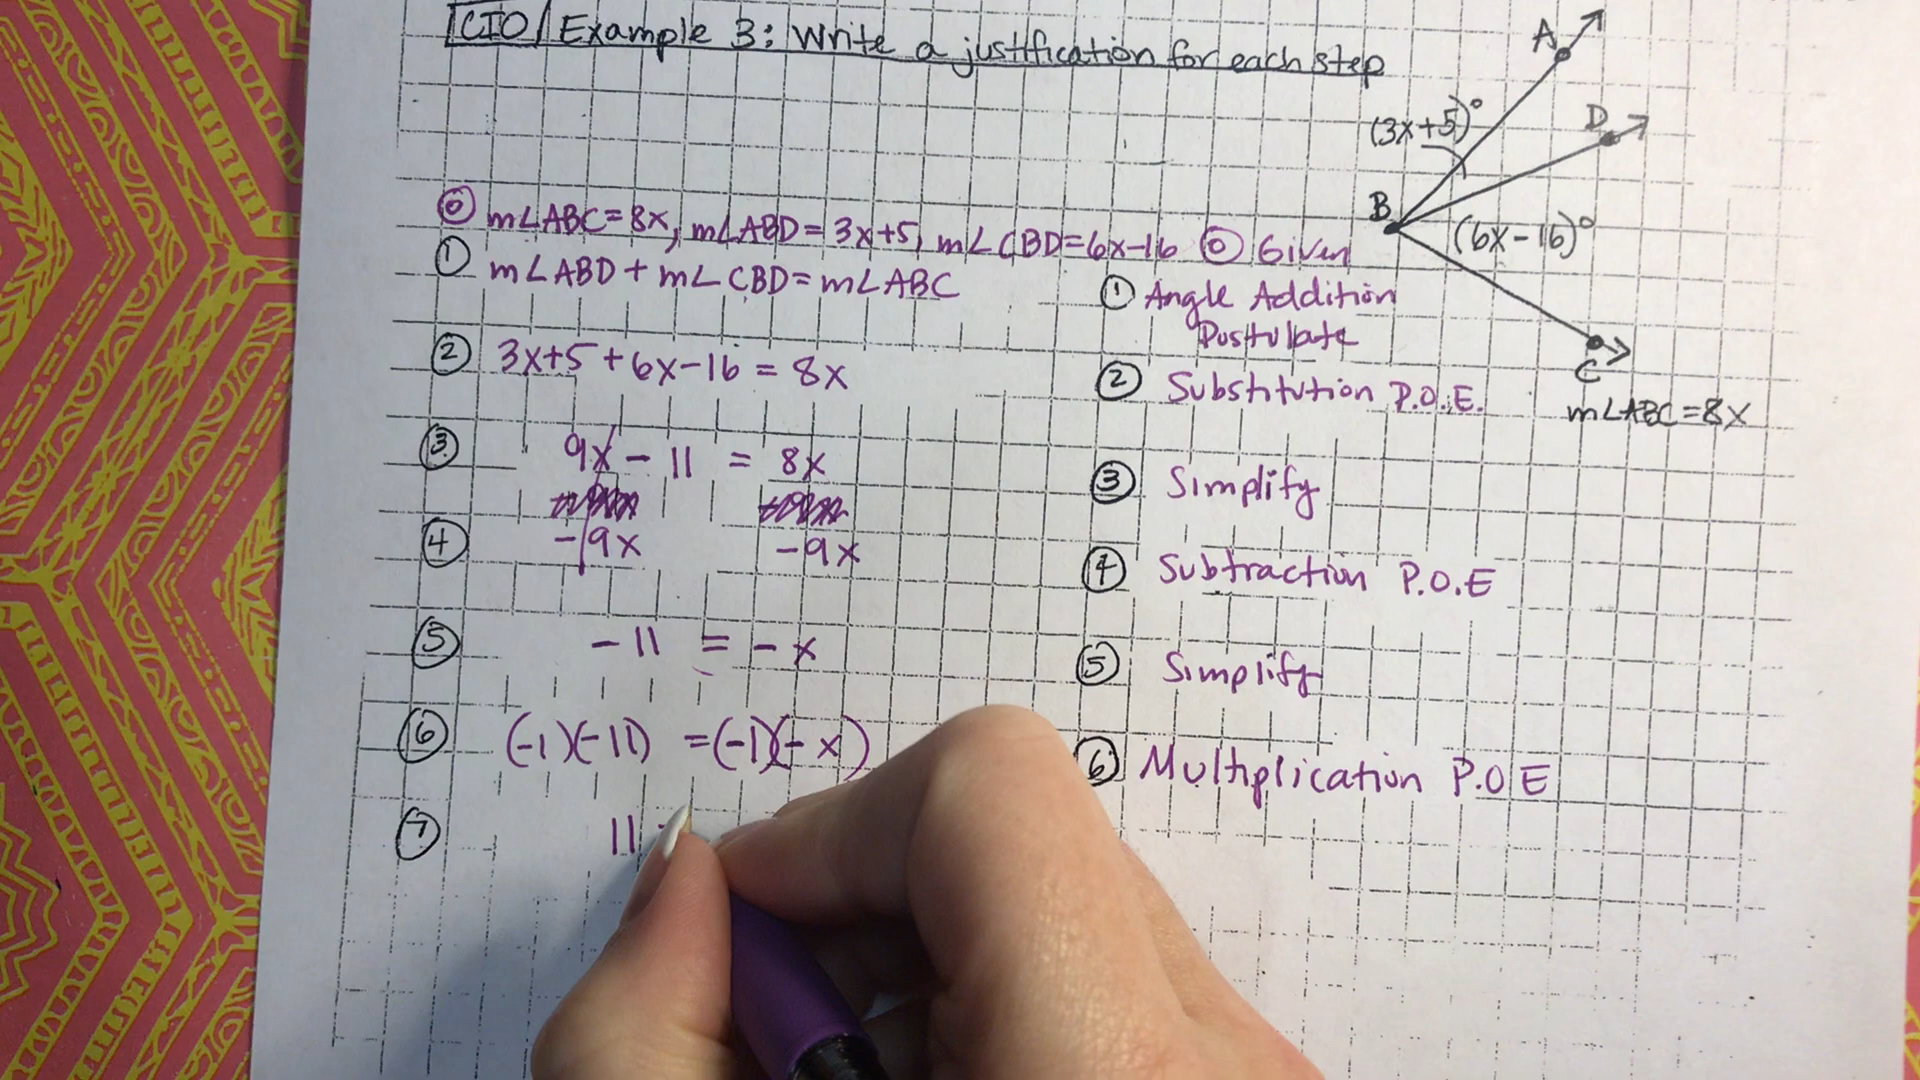 CIO Example 3: Write a justification for each step
A
D
(3x+5)°
B
(6x-16)°
C
m∠ABC=8x
⓪ m∠ABC=8x, m∠ABD=3x+5, m∠CBD=6x-16 ⓪ Given
① m∠ABD + m∠CBD = m∠ABC ① Angle Addition
Postulate
② 3x+5+6x-16 = 8x ② Substitution P.O.E.
③ 9x - 11 = 8x ③ Simplify
④ -9x -9x ④ Subtraction P.O.E
⑤ -11 = -x ⑤ Simplify
⑥ (-1)(-11) = (-1)(-x) ⑥ Multiplication P.O.E
⑦ 11